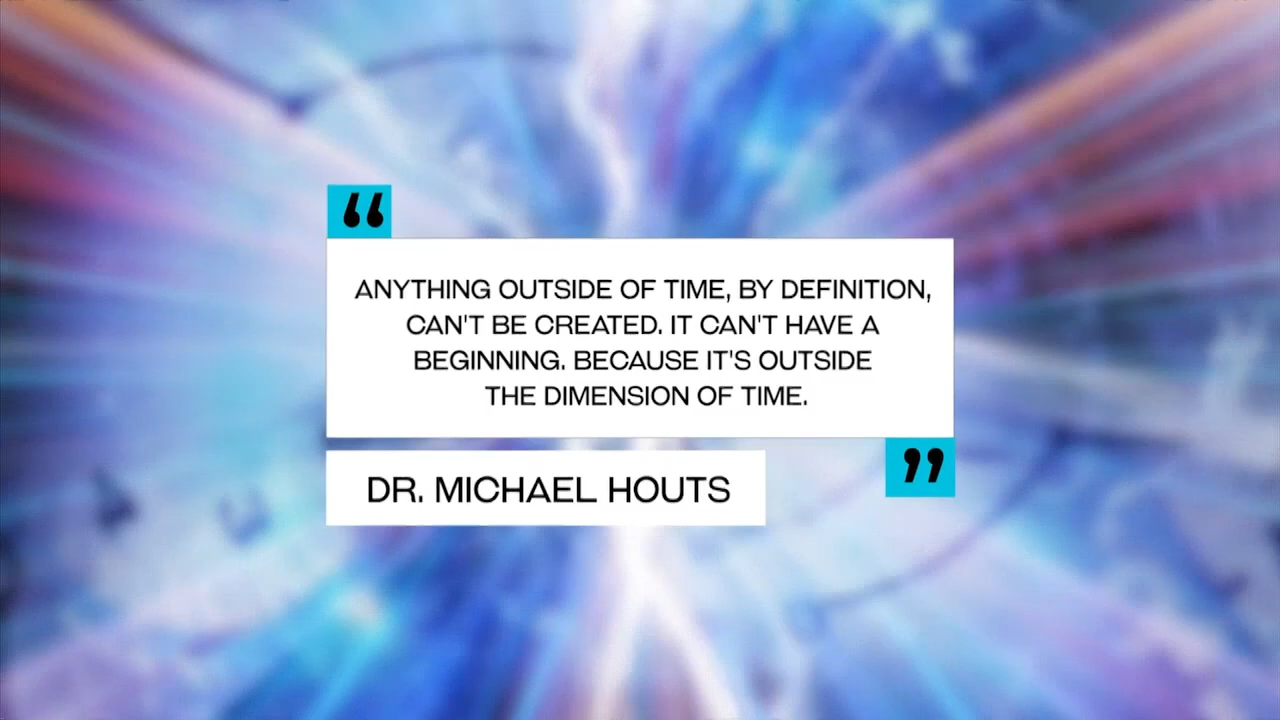 “
ANYTHING OUTSIDE OF TIME, BY DEFINITION,
CAN'T BE CREATED. IT CAN'T HAVE A
BEGINNING. BECAUSE IT'S OUTSIDE
THE DIMENSION OF TIME.
”
DR. MICHAEL HOUTS